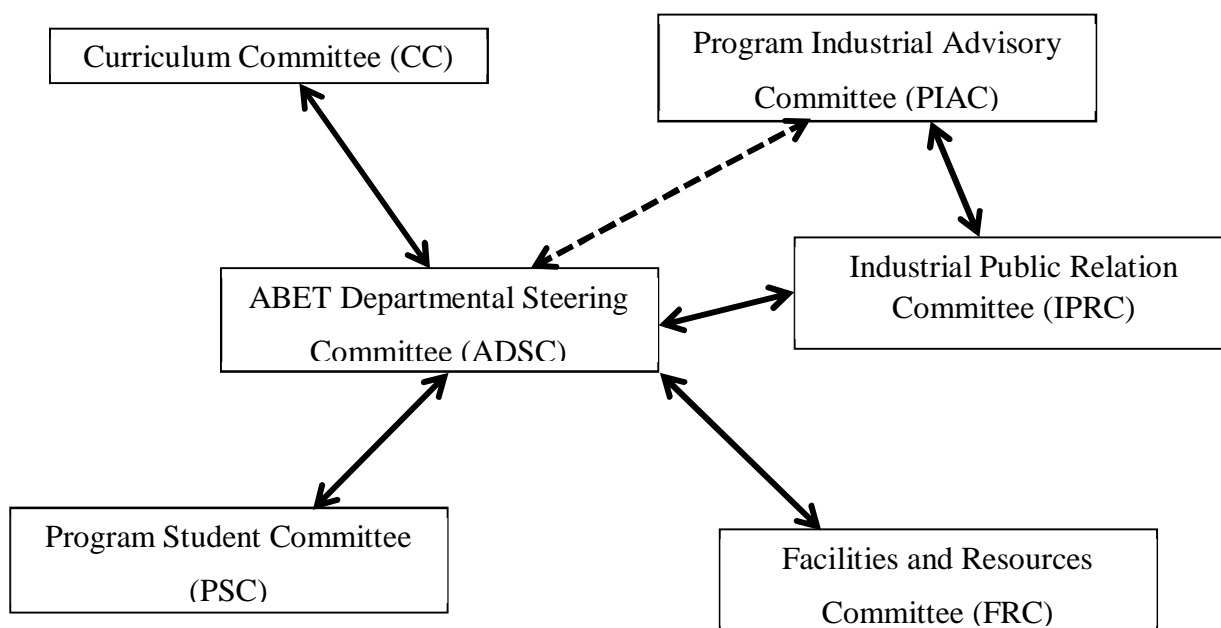 Curriculum Committee (CC)
Program Industrial Advisory
Committee (PIAC)
Industrial Public Relation
Committee (IPRC)
ABET Departmental Steering
Committee (ADSC)
Program Student Committee
(PSC)
Facilities and Resources
Committee (FRC)